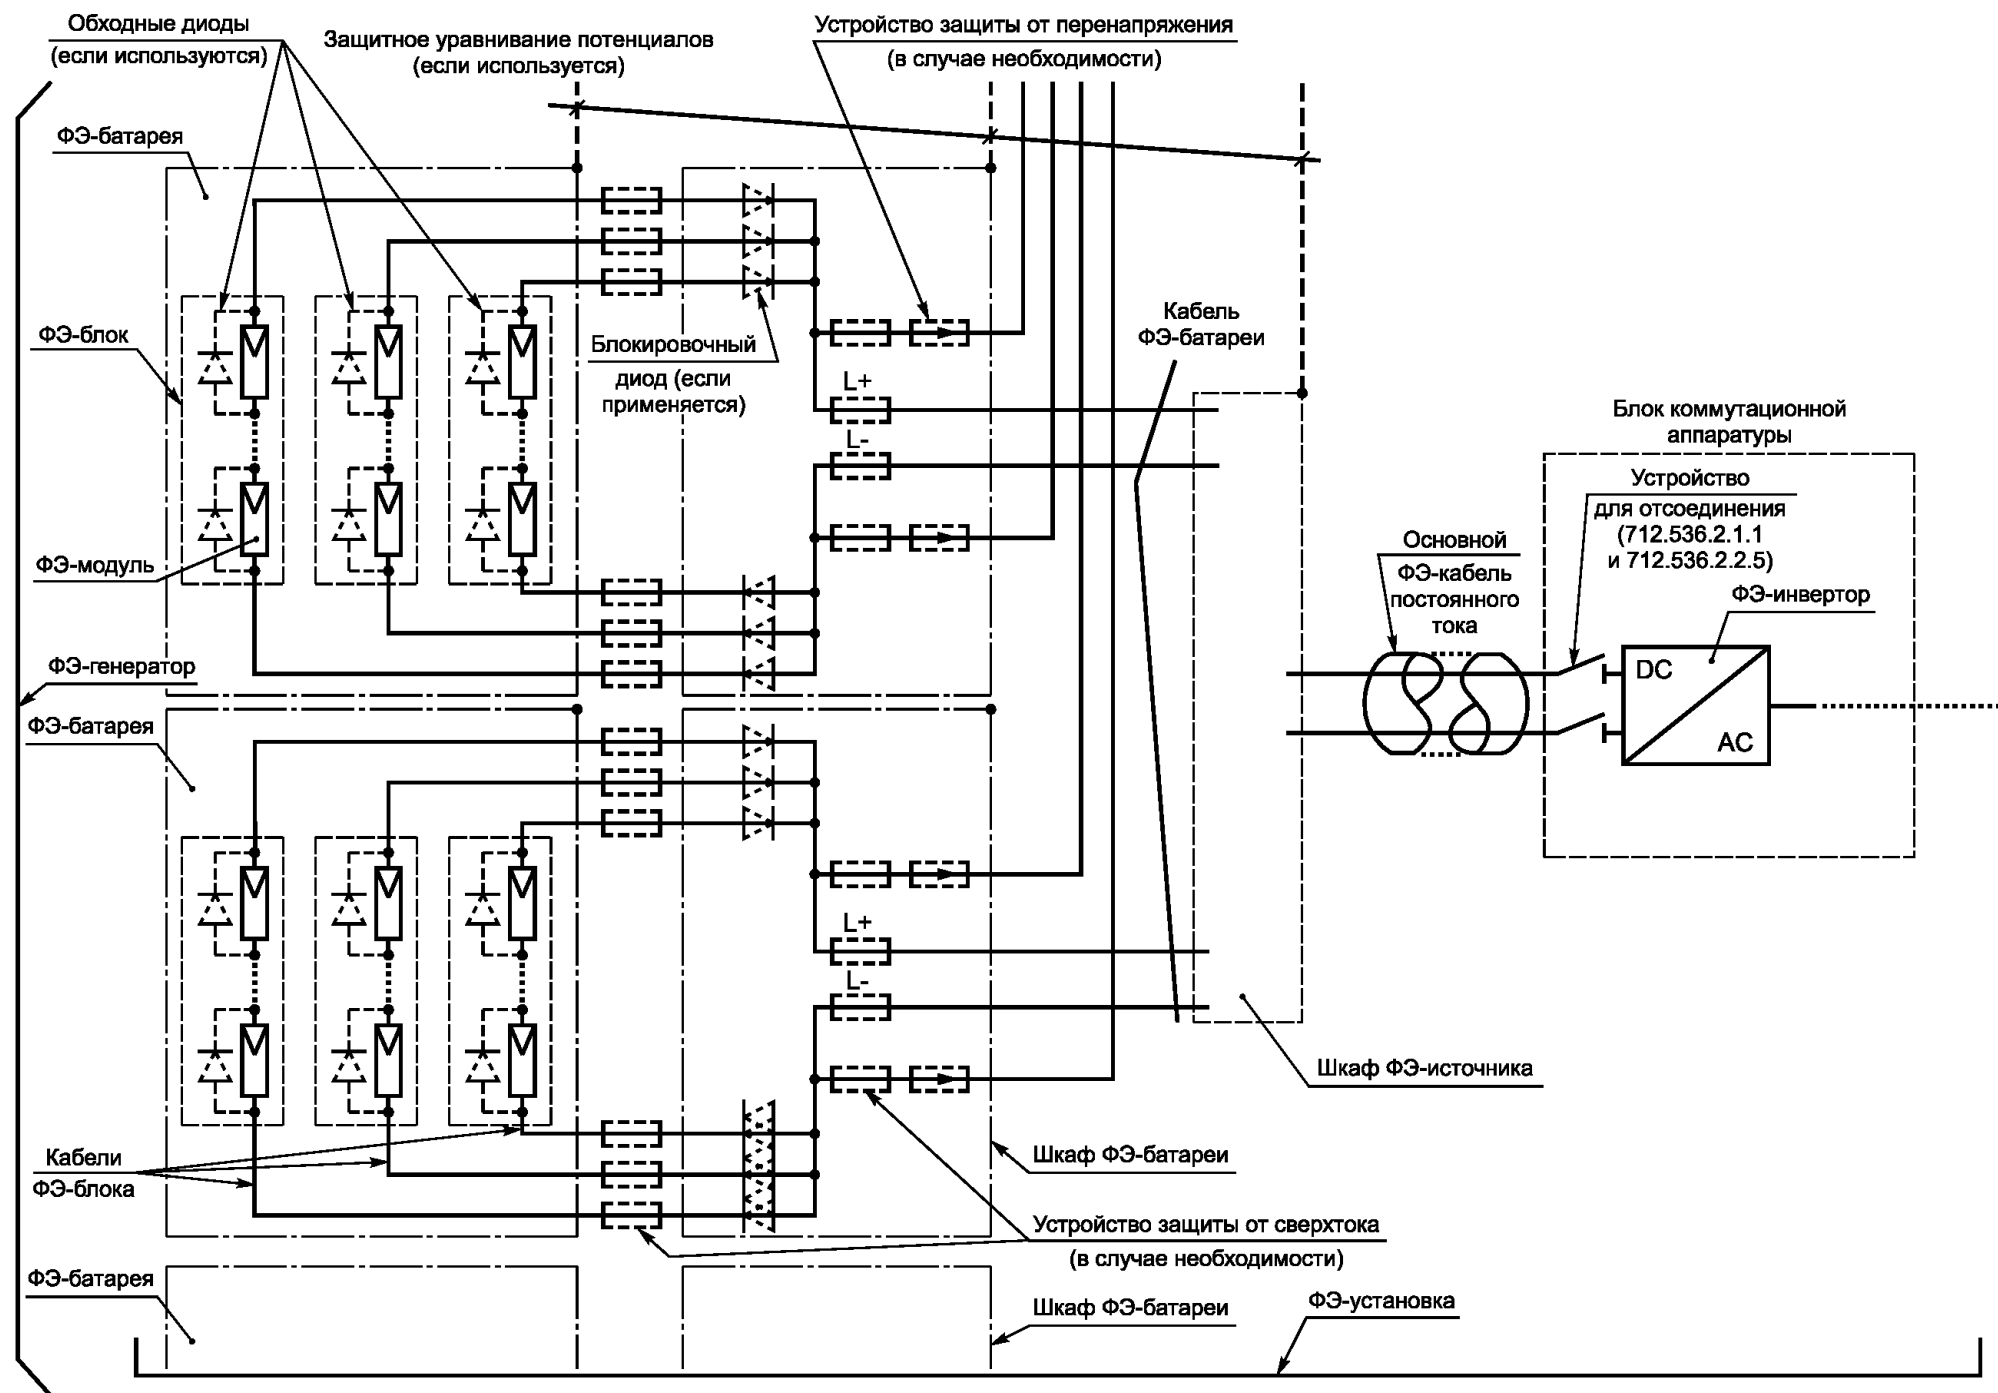 Обходные диоды
(если используются)
Защитное уравнивание потенциалов
(если используется)
Устройство защиты от перенапряжения
(в случае необходимости)
ФЭ-батарея
ФЭ-блок
Блокировочный
диод (если
применяется)
L+
L-
Кабель
ФЭ-батареи
Блок коммутационной
аппаратуры
Устройство
для отсоединения
(712.536.2.1.1
и 712.536.2.2.5)
Основной
ФЭ-кабель
постоянного
тока
ФЭ-инвертор
DC
AC
ФЭ-модуль
ФЭ-генератор
ФЭ-батарея
L+
L-
Шкаф ФЭ-источника
Кабели
ФЭ-блока
Шкаф ФЭ-батареи
Устройство защиты от сверхтока
(в случае необходимости)
ФЭ-батарея
Шкаф ФЭ-батареи
ФЭ-установка